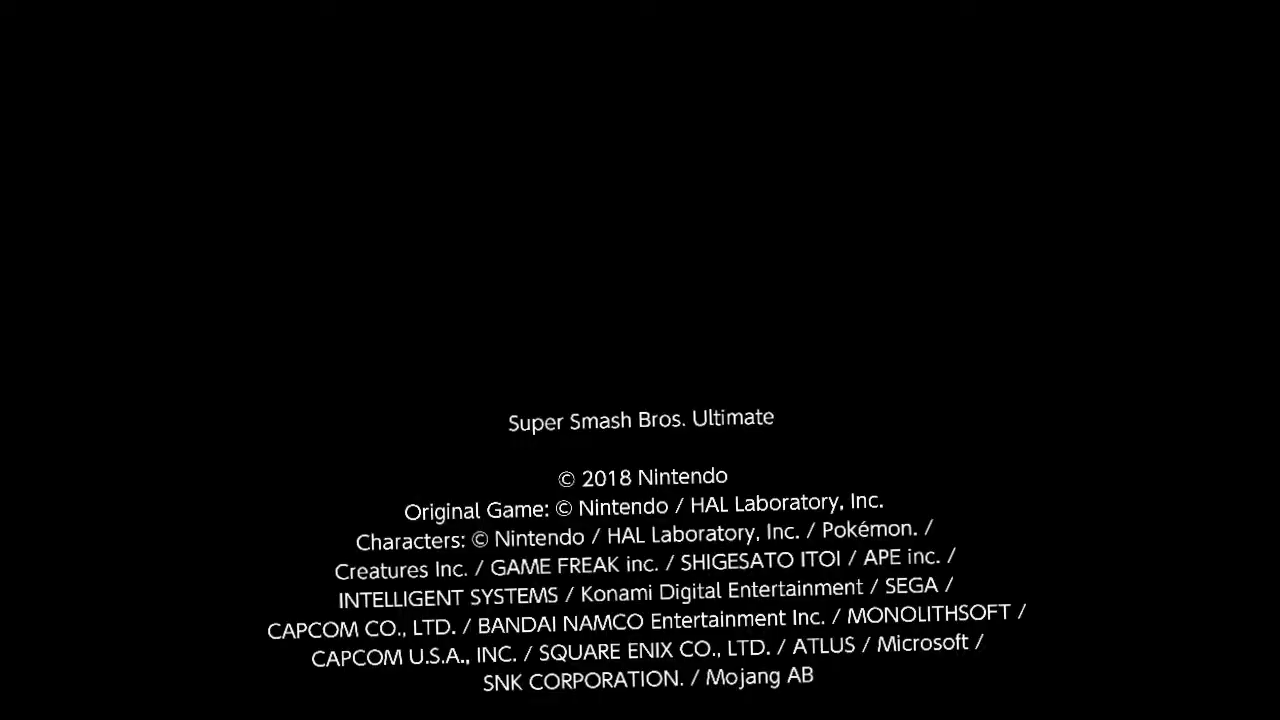 Super Smash Bros. Ultimate
© 2018 Nintendo
Original Game: © Nintendo / HAL Laboratory, Inc.
Characters: © Nintendo / HAL Laboratory, Inc. / Pokémon. /
Creatures Inc. / GAME FREAK inc. / SHIGESATO ITOI / APE inc. /
INTELLIGENT SYSTEMS / Konami Digital Entertainment / SEGA /
CAPCOM CO., LTD. / BANDAI NAMCO Entertainment Inc. / MONOLITHSOFT /
CAPCOM U.S.A., INC. / SQUARE ENIX CO., LTD. / ATLUS / Microsoft /
SNK CORPORATION. / Mojang AB